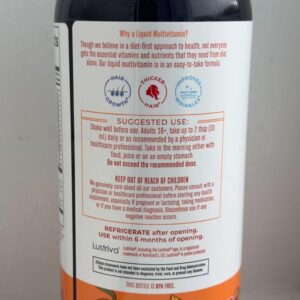 Why a Liquid Multivitamin?
Though we believe in a diet-first approach to health, not everyone
gets the essential vitamins and nutrients that they need from diet
alone. Our liquid multivitamin is in an easy-to-take formula.
HAIR
GROWTH*
THICKER
HAIR*
IMPROVES
WRINKLES*
SUGGESTED USE:
Shake well before use. Adults 18+, take up to 2 tbsp (30
mL) daily or as recommended by a physician or
healthcare professional. Take in the morning either with
food, juice or on an empty stomach.
Do not exceed the recommended dose.
KEEP OUT OF REACH OF CHILDREN
We genuinely care about all our customers. Please consult with a
physician or healthcare professional before starting any health
supplement, especially if pregnant or lactating, taking medication,
or if you have a medical diagnosis. Discontinue use if any
negative reaction occurs.
REFRIGERATE after opening.
USE within 6 months of opening.
Lustriva
THIS BOTTLE IS BPA FREE.